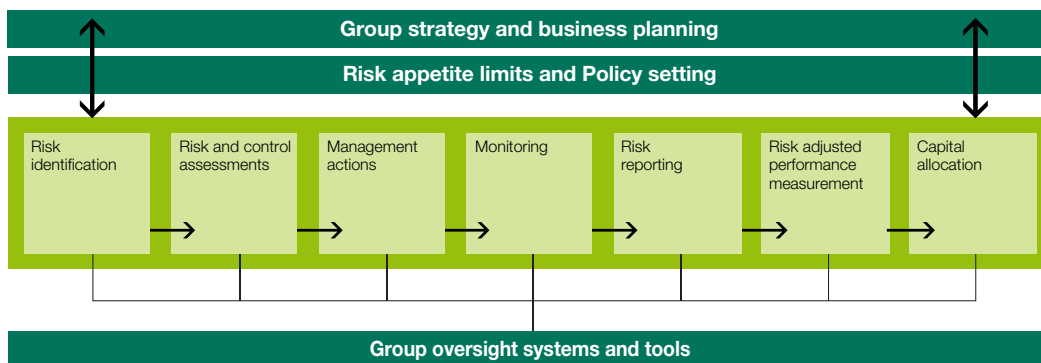 Group strategy and business planning
Risk appetite limits and Policy setting
Risk
identification
Risk and control
assessments
Management
actions
Monitoring
Risk
reporting
Risk adjusted
performance
measurement
Capital
allocation
Group oversight systems and tools